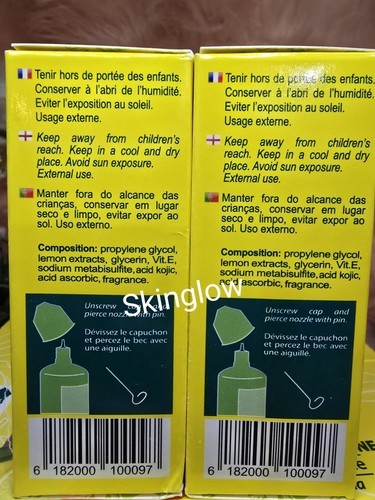 Tenir hors de portée des enfants.
Conserver à l'abri de l'humidité.
Eviter l'exposition au soleil.
Usage externe.
Keep away from children's
reach. Keep in a cool and dry
place. Avoid sun exposure.
External use.
Manter fora do alcance das
crianças, conservar em lugar
seco e limpo, evitar expor ao
sol. Uso externo.
Composition: propylene glycol,
lemon extracts, glycerin, Vit.E,
sodium metabisulfite,acid kojic,
acid ascorbic, fragrance.
Unscrew cap and
pierce nozzle with pin.
Dévissez le capuchon
et percez le bec avec
une aiguille.
6 182000 100097
Tenir hors de portée des enfants.
Conserver à l'abri de l'humidité.
Eviter l'exposition au soleil.
Usage externe.
Keep away from children's
reach. Keep in a cool and dry
place. Avoid sun exposure.
External use.
Manter fora do alcance das
crianças, conservar em lugar
seco e limpo, evitar expor ao
sol. Uso externo.
Composition: propylene glycol,
lemon extracts, glycerin, Vit.E,
sodium metabisulfite,acid kojic,
acid ascorbic, fragrance.
Unscrew cap and
pierce nozzle with pin.
Dévissez le capuchon
et percez le bec avec
une aiguille.
6 182000 100097
Skinglow